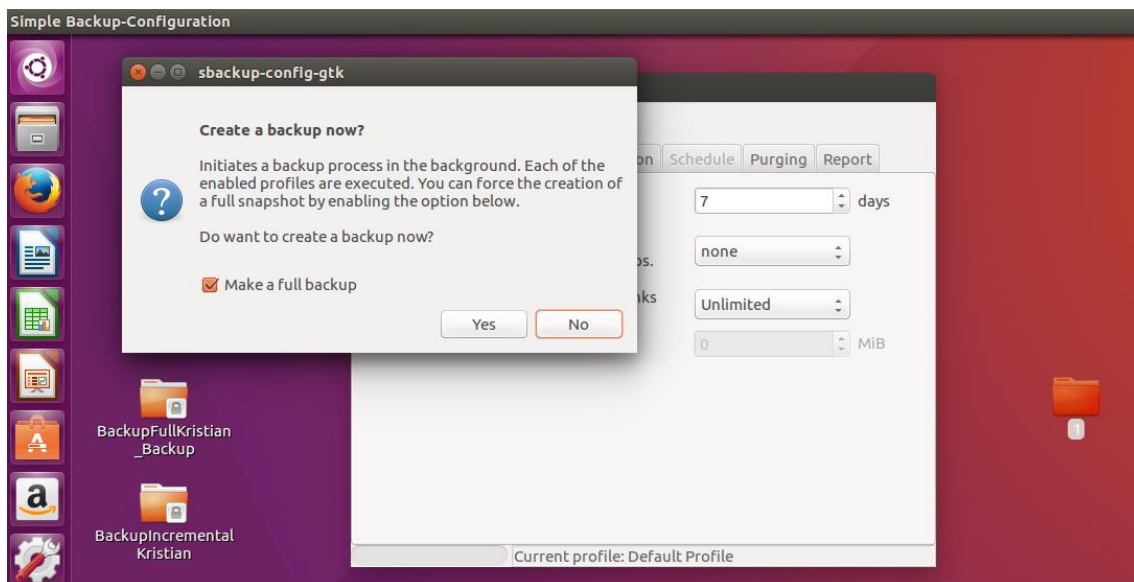 Simple Backup-Configuration
sbackup-config-gtk
Create a backup now?
Initiates a backup process in the background. Each of the
enabled profiles are executed. You can force the creation of
a full snapshot by enabling the option below.
Do want to create a backup now?
Make a full backup
Yes No
on Schedule Purging Report
7 days
none
Unlimited
0 MiB
BackupFullKristian
_Backup
BackupIncremental
Kristian
1
a
Current profile: Default Profile